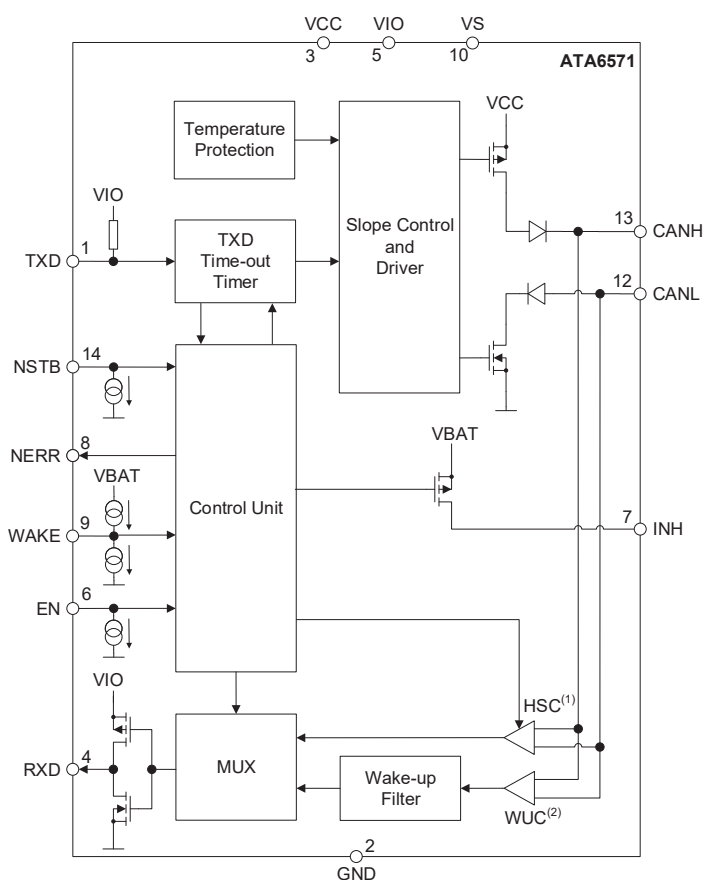 VCC
VIO
VS
3
5
10
ATA6571
Temperature
Protection
VCC
VIO
TXD
1
TXD
Time-out
Timer
Slope Control
and
Driver
13
CANH
12
CANL
NSTB
14
NERR
8
VBAT
VBAT
WAKE
9
Control Unit
7
INH
EN
6
VIO
HSC(1)
RXD
4
MUX
Wake-up
Filter
WUC(2)
2
GND